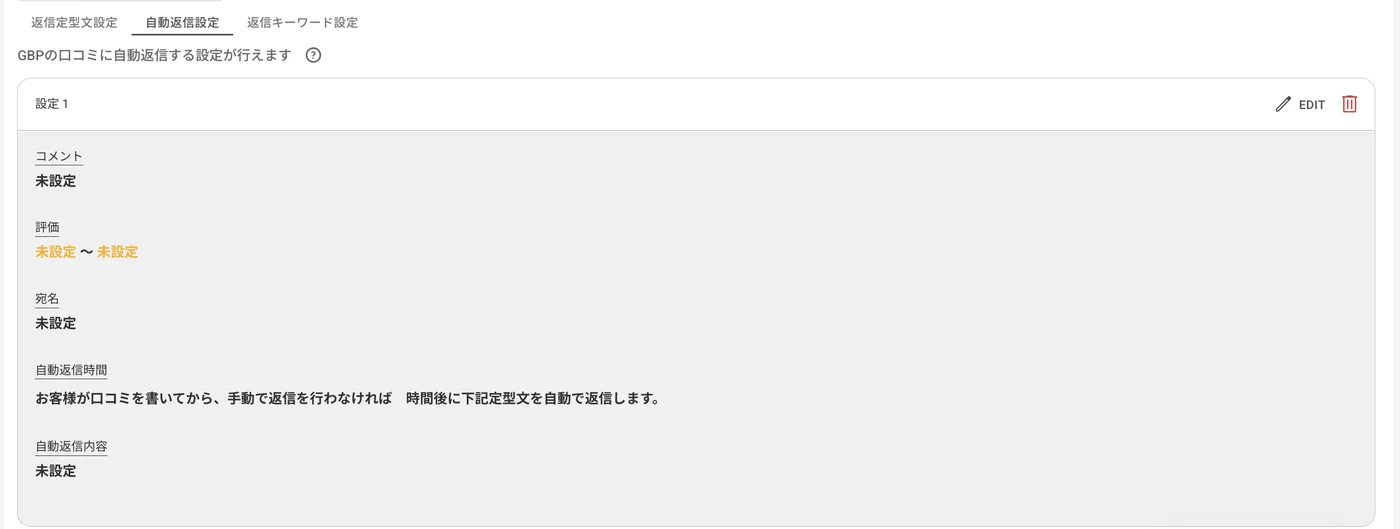 返信定型文設定 自動返信設定 返信キーワード設定
GBPの口コミに自動返信する設定が行えます ?
設定 1 EDIT
コメント
未設定
評価
未設定 〜 未設定
宛名
未設定
自動返信時間
お客様が口コミを書いてから、手動で返信を行わなければ　時間後に下記定型文を自動で返信します。
自動返信内容
未設定